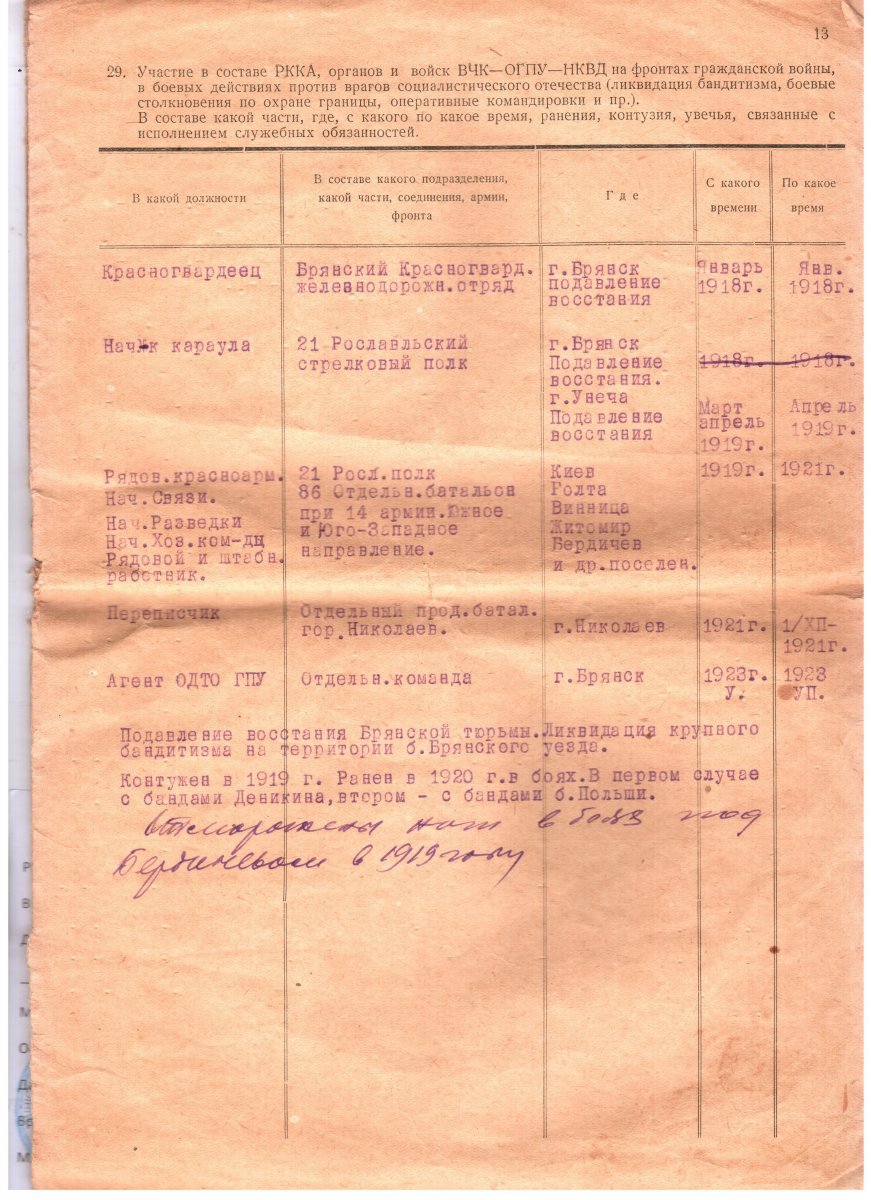 13
29. Участие в составе РККА, органов и войск ВЧК—ОГПУ—НКВД на фронтах гражданской войны,
в боевых действиях против врагов социалистического отечества (ликвидация бандитизма, боевые
столкновения по охране границы, оперативные командировки и пр.).
В составе какой части, где, с какого по какое время, ранения, контузия, увечья, связанные с
исполнением служебных обязанностей.
В какой должности
В составе какого подразделения,
какой части, соединения, армии,
фронта
Где
С какого
времени
По какое
время
Красногвардеец
Брянский Красногвард.
железнодорожн.отряд
г.Брянск
подавление
восстания
Январь
1918г.
Янв.
1918г.
Нач-к караула
21 Рославльский
стрелковый полк
г.Брянск
Подавление
восстания.
г.Унеча
Подавление
восстания
1918г.
1918г.
Март
апрель
1919г.
Апрель
1919г.
Рядов.красноарм.
Нач.Связи.
Нач.Разведки
Нач.Хоз.ком-ды
Рядовой и штабн.
работник.
21 Росл.полк
86 Отдельн.батальон
при 14 армии.Южное
и Юго-Западное
направление.
Киев
Голта
Винница
Житомир
Бердичев
и др.поселен.
1919г.
1921г.
Переписчик
Отдельный прод.батал.
гор.Николаев.
г.Николаев
1921г.
1/ХП-
1921г.
Агент ОДТО ГПУ
Отдельн.команда
г.Брянск
1923г.
У.
1923
УП.
Подавление восстания Брянской тюрьмы.Ликвидация крупного
бандитизма на территории б.Брянского уезда.
Контужен в 1919 г. Ранен в 1920 г.в боях.В первом случае
с бандами Деникина,втором - с бандами б.Польши.
Отморожены ноги в боях под
Бердичевом в 1919 году